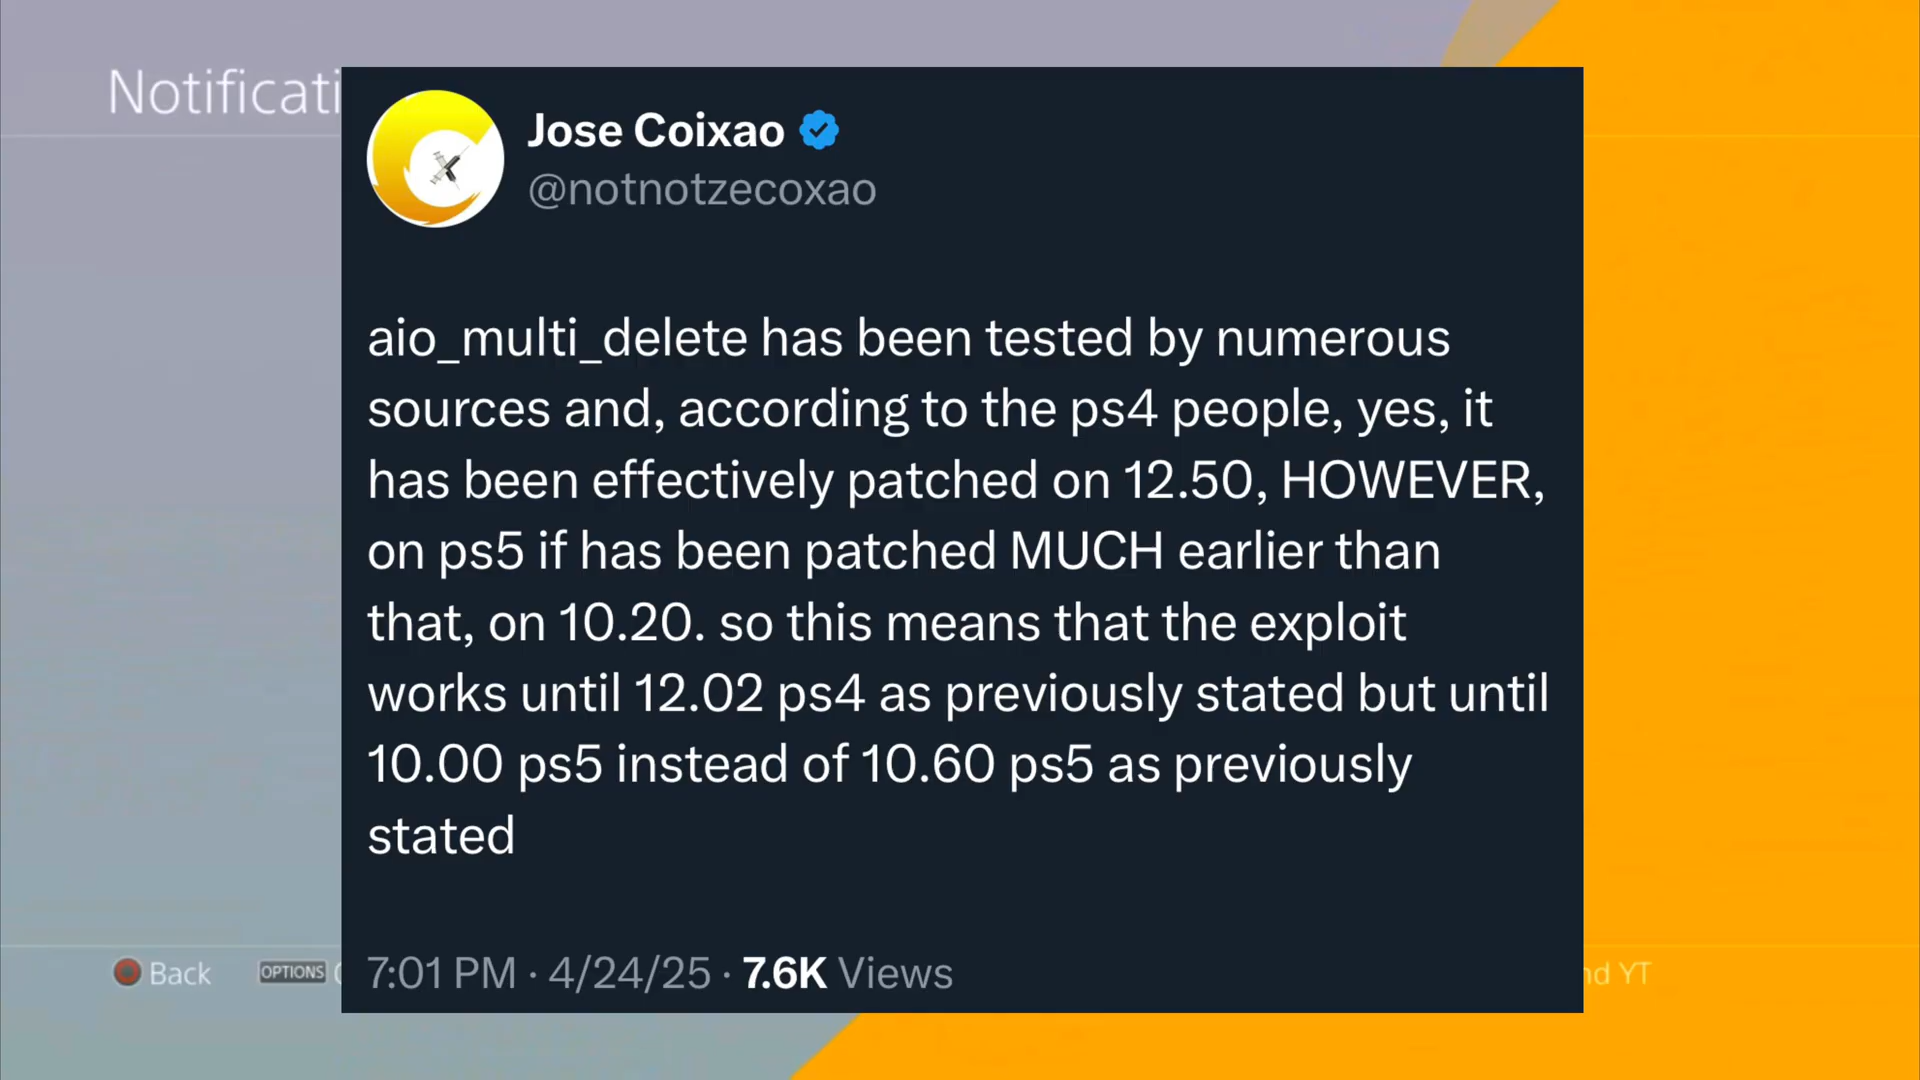 Notificati
Jose Coixao
@notnotzecoxao
aio_multi_delete has been tested by numerous
sources and, according to the ps4 people, yes, it
has been effectively patched on 12.50, HOWEVER,
on ps5 if has been patched MUCH earlier than
that, on 10.20. so this means that the exploit
works until 12.02 ps4 as previously stated but until
10.00 ps5 instead of 10.60 ps5 as previously
stated
7:01 PM · 4/24/25 · 7.6K Views
Back
OPTIONS
nd YT